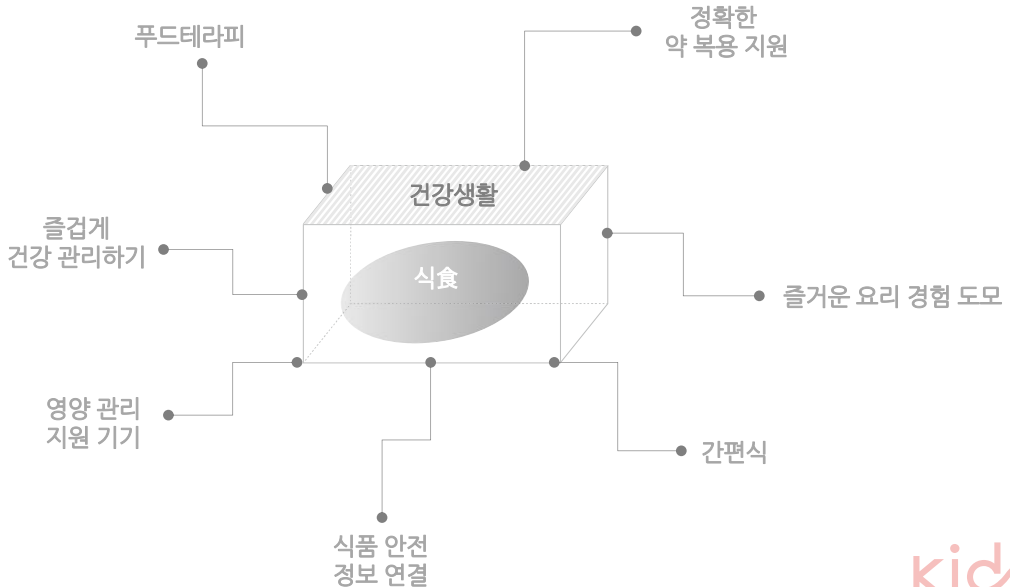 푸드테라피
정확한
약 복용 지원
건강생활
즐겁게
건강 관리하기
식食
즐거운 요리 경험 도모
영양 관리
지원 기기
간편식
식품 안전
정보 연결
kid